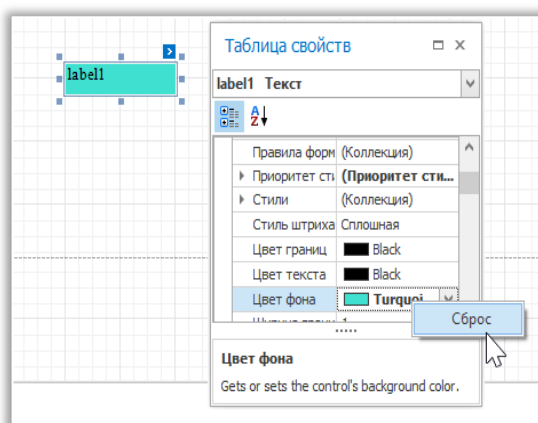 label1
Таблица свойств
label1 Текст
Правила форм (Коллекция)
Приоритет сти (Приоритет сти...
Стили (Коллекция)
Стиль штриха Сплошная
Цвет границ Black
Цвет текста Black
Цвет фона Turquoi
Сброс
Цвет фона
Gets or sets the control's background color.